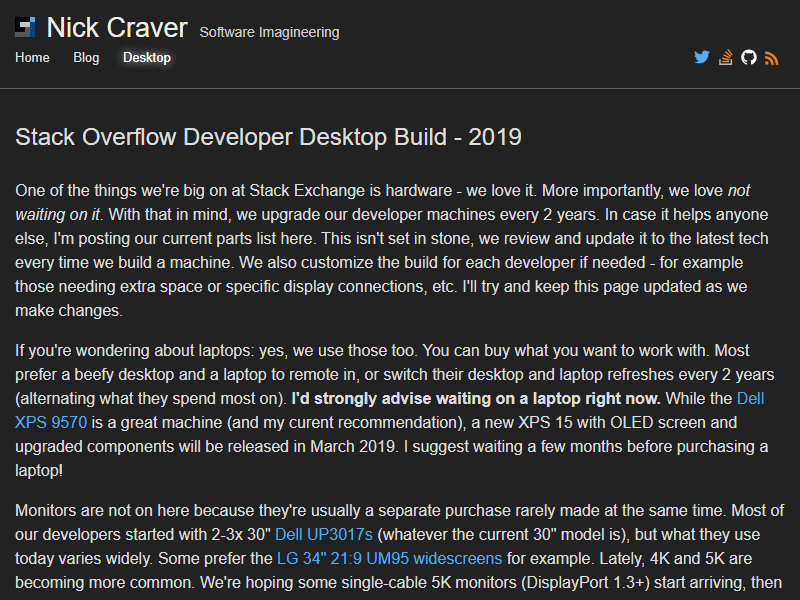 Nick Craver Software Imagineering
Home Blog Desktop
Stack Overflow Developer Desktop Build - 2019
One of the things we're big on at Stack Exchange is hardware - we love it. More importantly, we love not
waiting on it. With that in mind, we upgrade our developer machines every 2 years. In case it helps anyone
else, I'm posting our current parts list here. This isn't set in stone, we review and update it to the latest tech
every time we build a machine. We also customize the build for each developer if needed - for example
those needing extra space or specific display connections, etc. I'll try and keep this page updated as we
make changes.
If you're wondering about laptops: yes, we use those too. You can buy what you want to work with. Most
prefer a beefy desktop and a laptop to remote in, or switch their desktop and laptop refreshes every 2 years
(alternating what they spend most on). I'd strongly advise waiting on a laptop right now. While the Dell
XPS 9570 is a great machine (and my curent recommendation), a new XPS 15 with OLED screen and
upgraded components will be released in March 2019. I suggest waiting a few months before purchasing a
laptop!
Monitors are not on here because they're usually a separate purchase rarely made at the same time. Most of
our developers started with 2-3x 30" Dell UP3017s (whatever the current 30" model is), but what they use
today varies widely. Some prefer the LG 34" 21:9 UM95 widescreens for example. Lately, 4K and 5K are
becoming more common. We're hoping some single-cable 5K monitors (DisplayPort 1.3+) start arriving, then